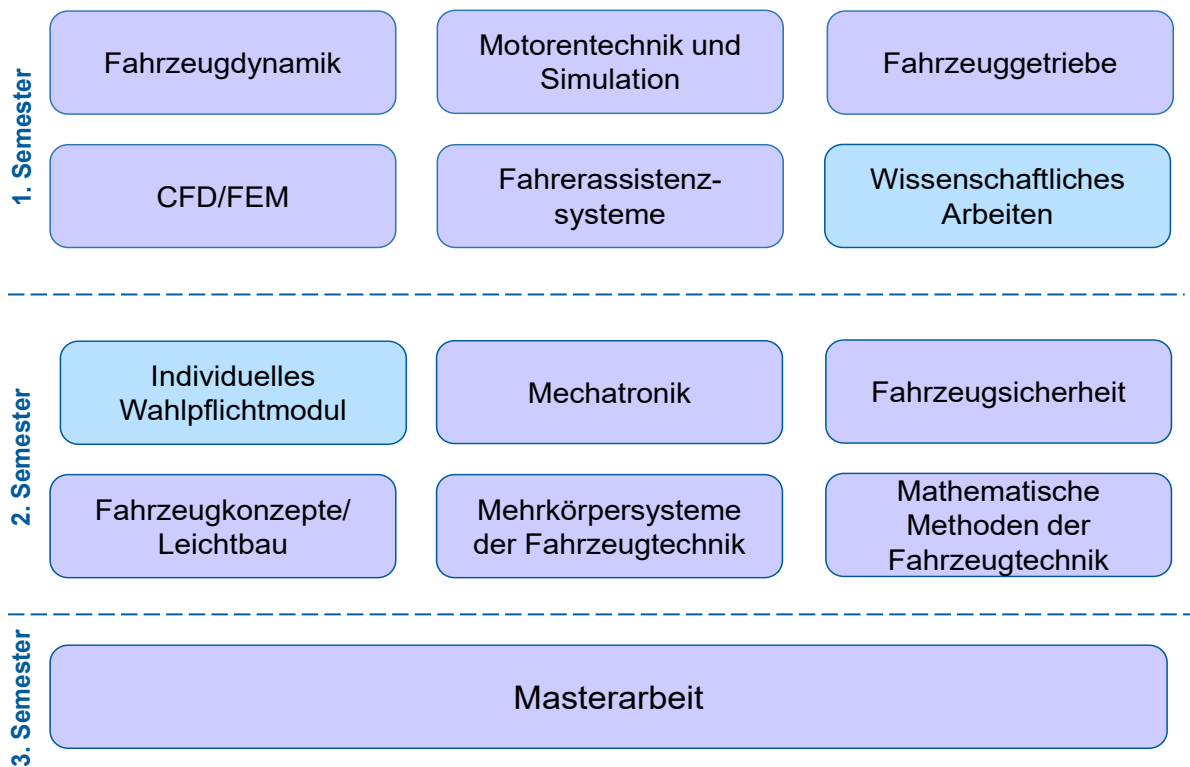 1. Semester
Fahrzeugdynamik
Motorentechnik und
Simulation
Fahrzeuggetriebe
CFD/FEM
Fahrerassistenz-
systeme
Wissenschaftliches
Arbeiten
2. Semester
Individuelles
Wahlpflichtmodul
Mechatronik
Fahrzeugsicherheit
Fahrzeugkonzepte/
Leichtbau
Mehrkörpersysteme
der Fahrzeugtechnik
Mathematische
Methoden der
Fahrzeugtechnik
3. Semester
Masterarbeit